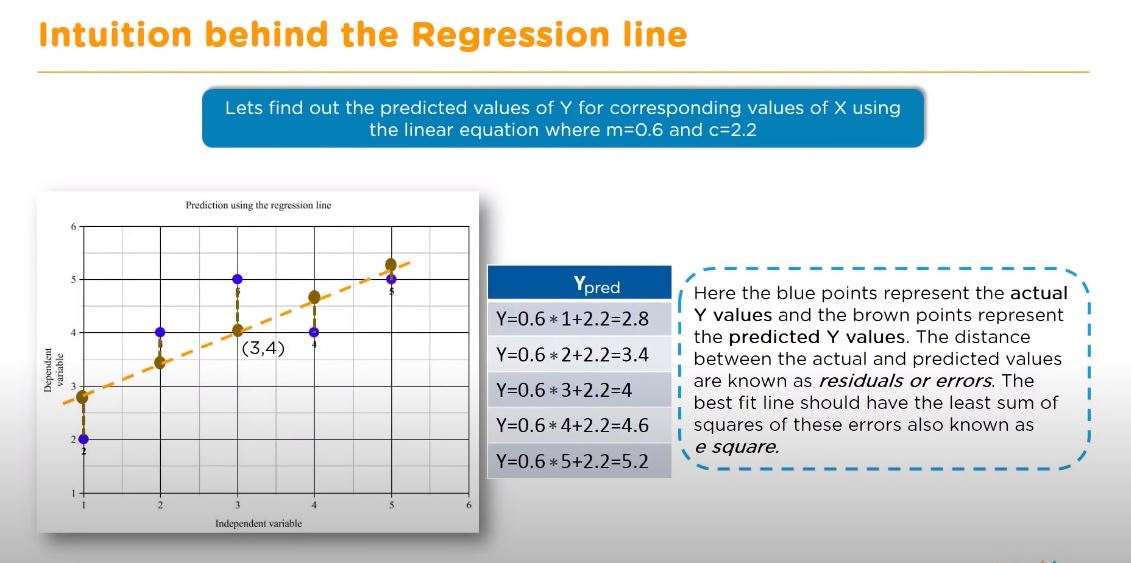 Intuition behind the Regression line
Lets find out the predicted values of Y for corresponding values of X using
the linear equation where m=0.6 and c=2.2
Prediction using the regression line
6
5
4
3
2
1
Dependent
variable
(3,4)
5
4
5
2
1 2 3 4 5 6
Independent variable
Ypred
Y=0.6*1+2.2=2.8
Y=0.6*2+2.2=3.4
Y=0.6*3+2.2=4
Y=0.6*4+2.2=4.6
Y=0.6*5+2.2=5.2
Here the blue points represent the actual
Y values and the brown points represent
the predicted Y values. The distance
between the actual and predicted values
are known as residuals or errors. The
best fit line should have the least sum of
squares of these errors also known as
e square.